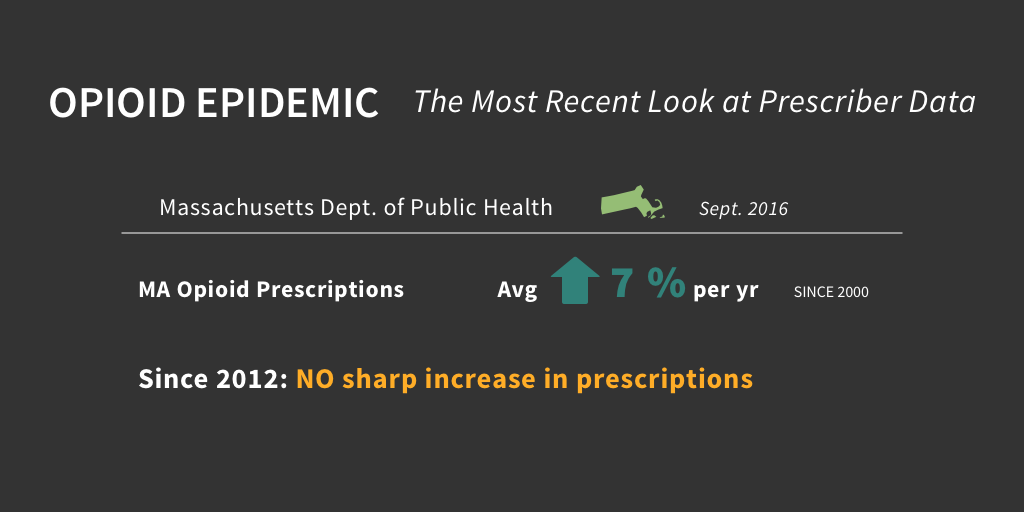 OPIOID EPIDEMIC The Most Recent Look at Prescriber Data
Massachusetts Dept. of Public Health Sept. 2016
MA Opioid Prescriptions Avg 7 % per yr SINCE 2000
Since 2012: NO sharp increase in prescriptions